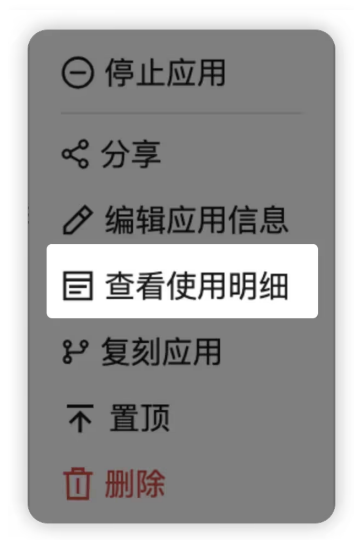 停止应用
分享
编辑应用信息
查看使用明细
复刻应用
置顶
删除